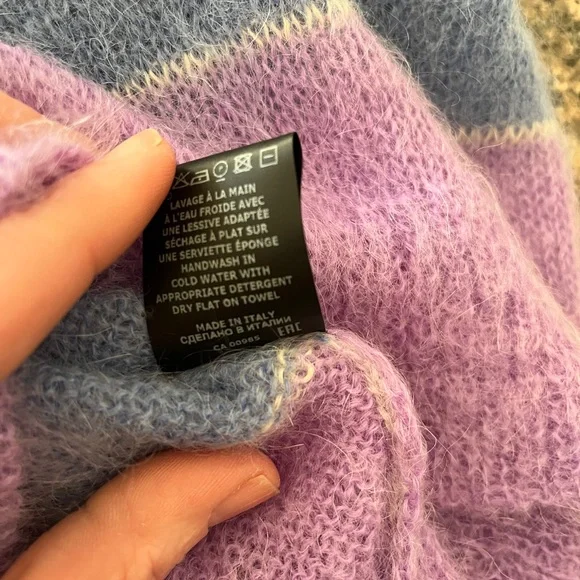 LAVAGE À LA MAIN
À L'EAU FROIDE AVEC
UNE LESSIVE ADAPTÉE
SÉCHAGE À PLAT SUR
UNE SERVIETTE ÉPONGE
HANDWASH IN
COLD WATER WITH
APPROPRIATE DETERGENT
DRY FLAT ON TOWEL
MADE IN ITALY
СДЕЛАНО В ИТАЛИИ EAC
CA 00985